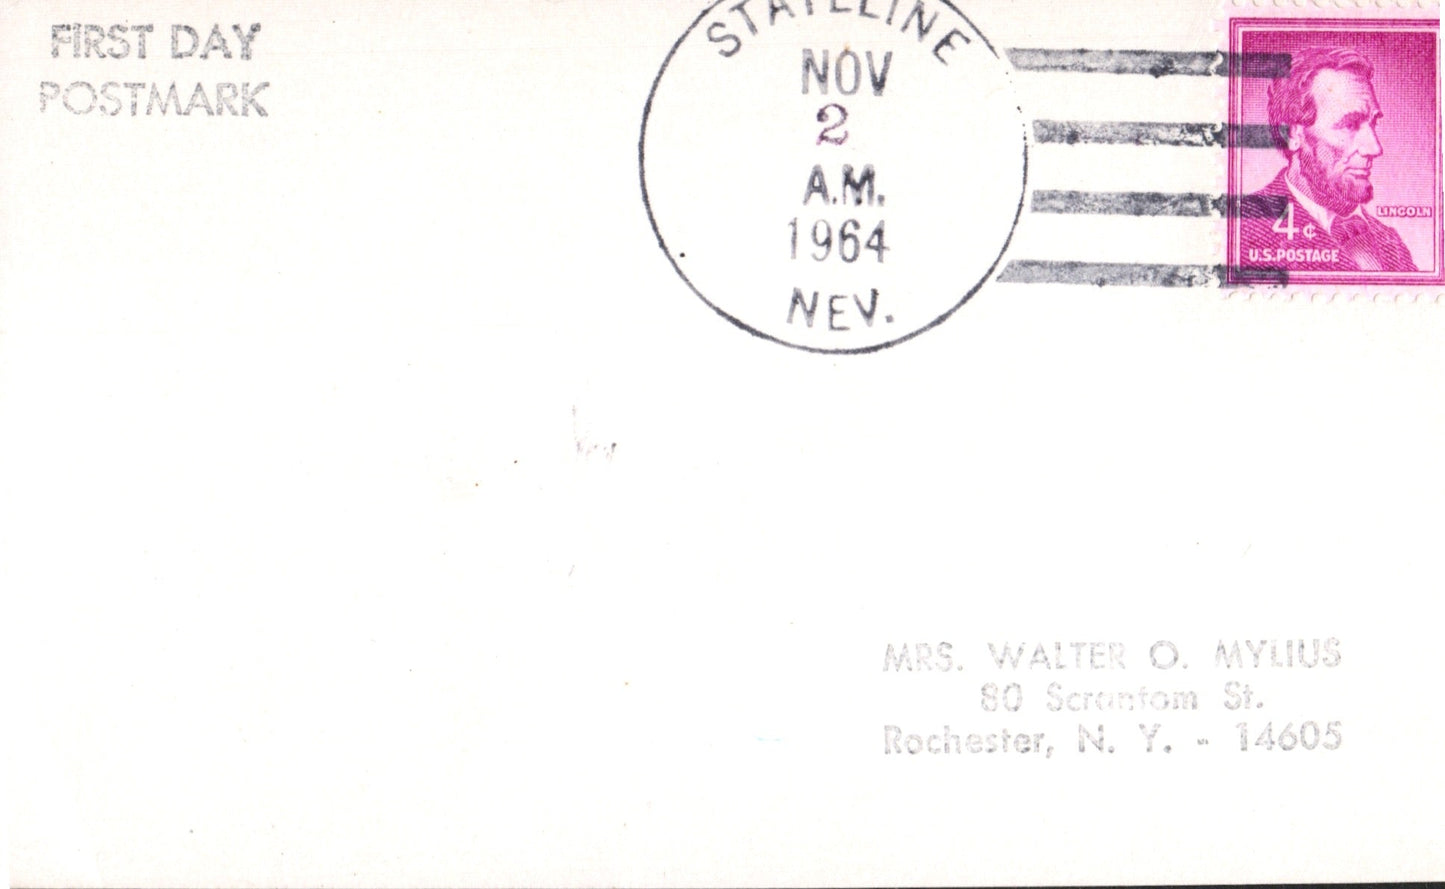 FIRST DAY
POSTMARK
STATELINE
NOV
2
A.M.
1964
NEV.
LINCOLN
4¢
U.S.POSTAGE
MRS. WALTER O. MYLIUS
80 Scrantom St.
Rochester, N. Y. - 14605